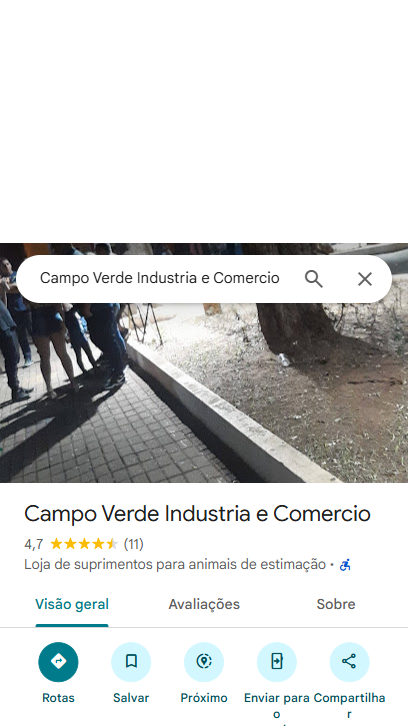 Campo Verde Industria e Comercio
Campo Verde Industria e Comercio
4,7 (11)
Loja de suprimentos para animais de estimação ·
Visão geral Avaliações Sobre
Rotas Salvar Próximo Enviar para o Compartilhar